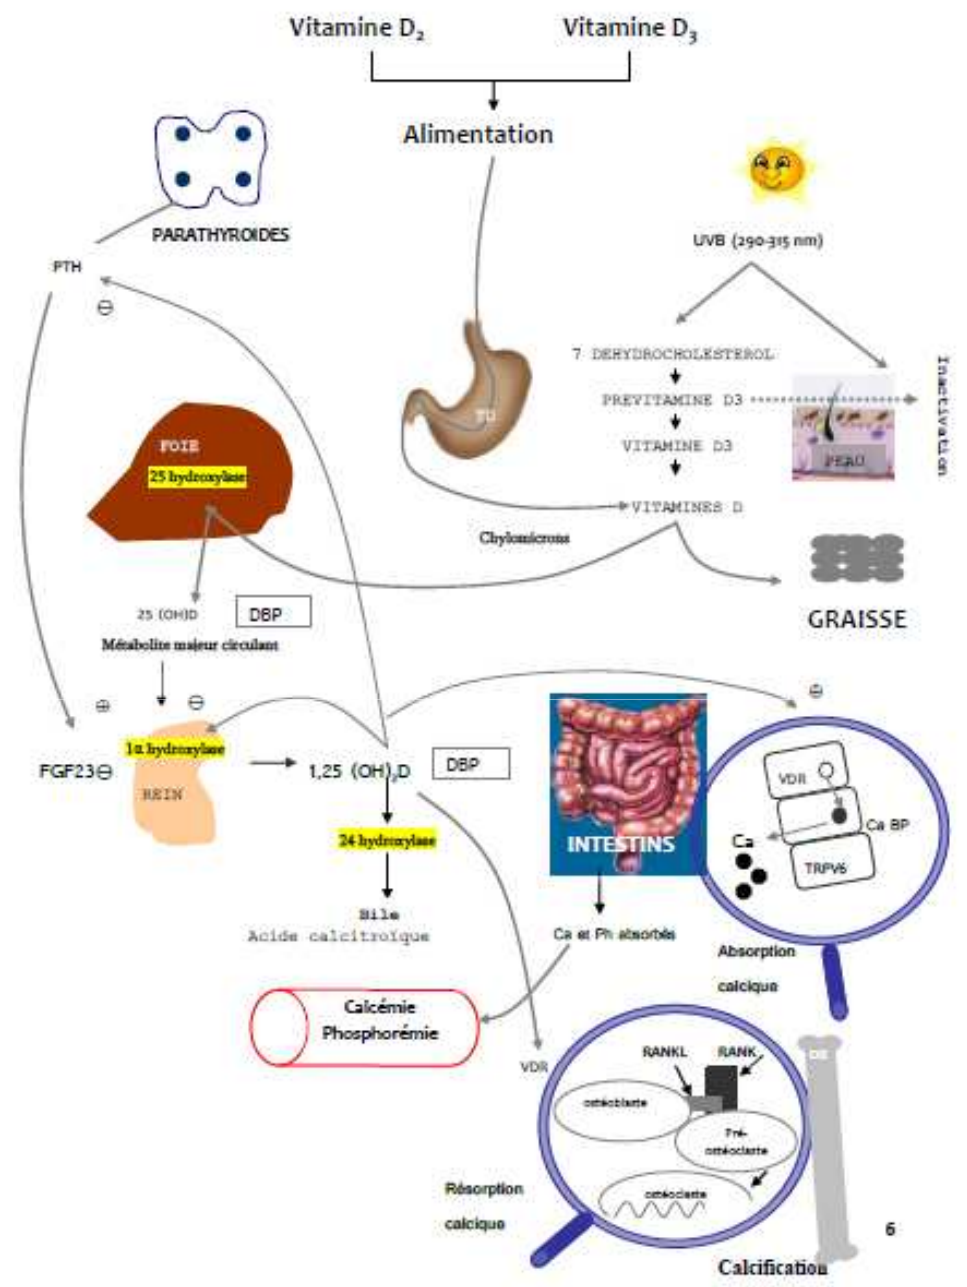 Vitamine D₂
Vitamine D₃
Alimentation
PARATHYROIDES
PTH
⊖
UVB (290-315 nm)
7 DEHYDROCHOLESTEROL
PREVITAMINE D3
VITAMINE D3
VITAMINES D
Inactivation
PEAU
TD
FOIE
25 hydroxylase
Chylomicrons
GRAISSE
25 (OH)D
DBP
Métabolite majeur circulant
⊕
⊖
1α hydroxylase
FGF23⊖
REIN
1,25 (OH)₂D
DBP
24 hydroxylase
Bile
Acide calcitroïque
INTESTINS
Ca et Ph absorbés
⊕
VDR
Ca BP
Ca
TRPV6
Absorption
calcique
Calcémie
Phosphorémie
VDR
RANKL
RANK
ostéoblaste
Pré-
ostéoclaste
ostéoclaste
OS
Résorption
calcique
6
Calcification